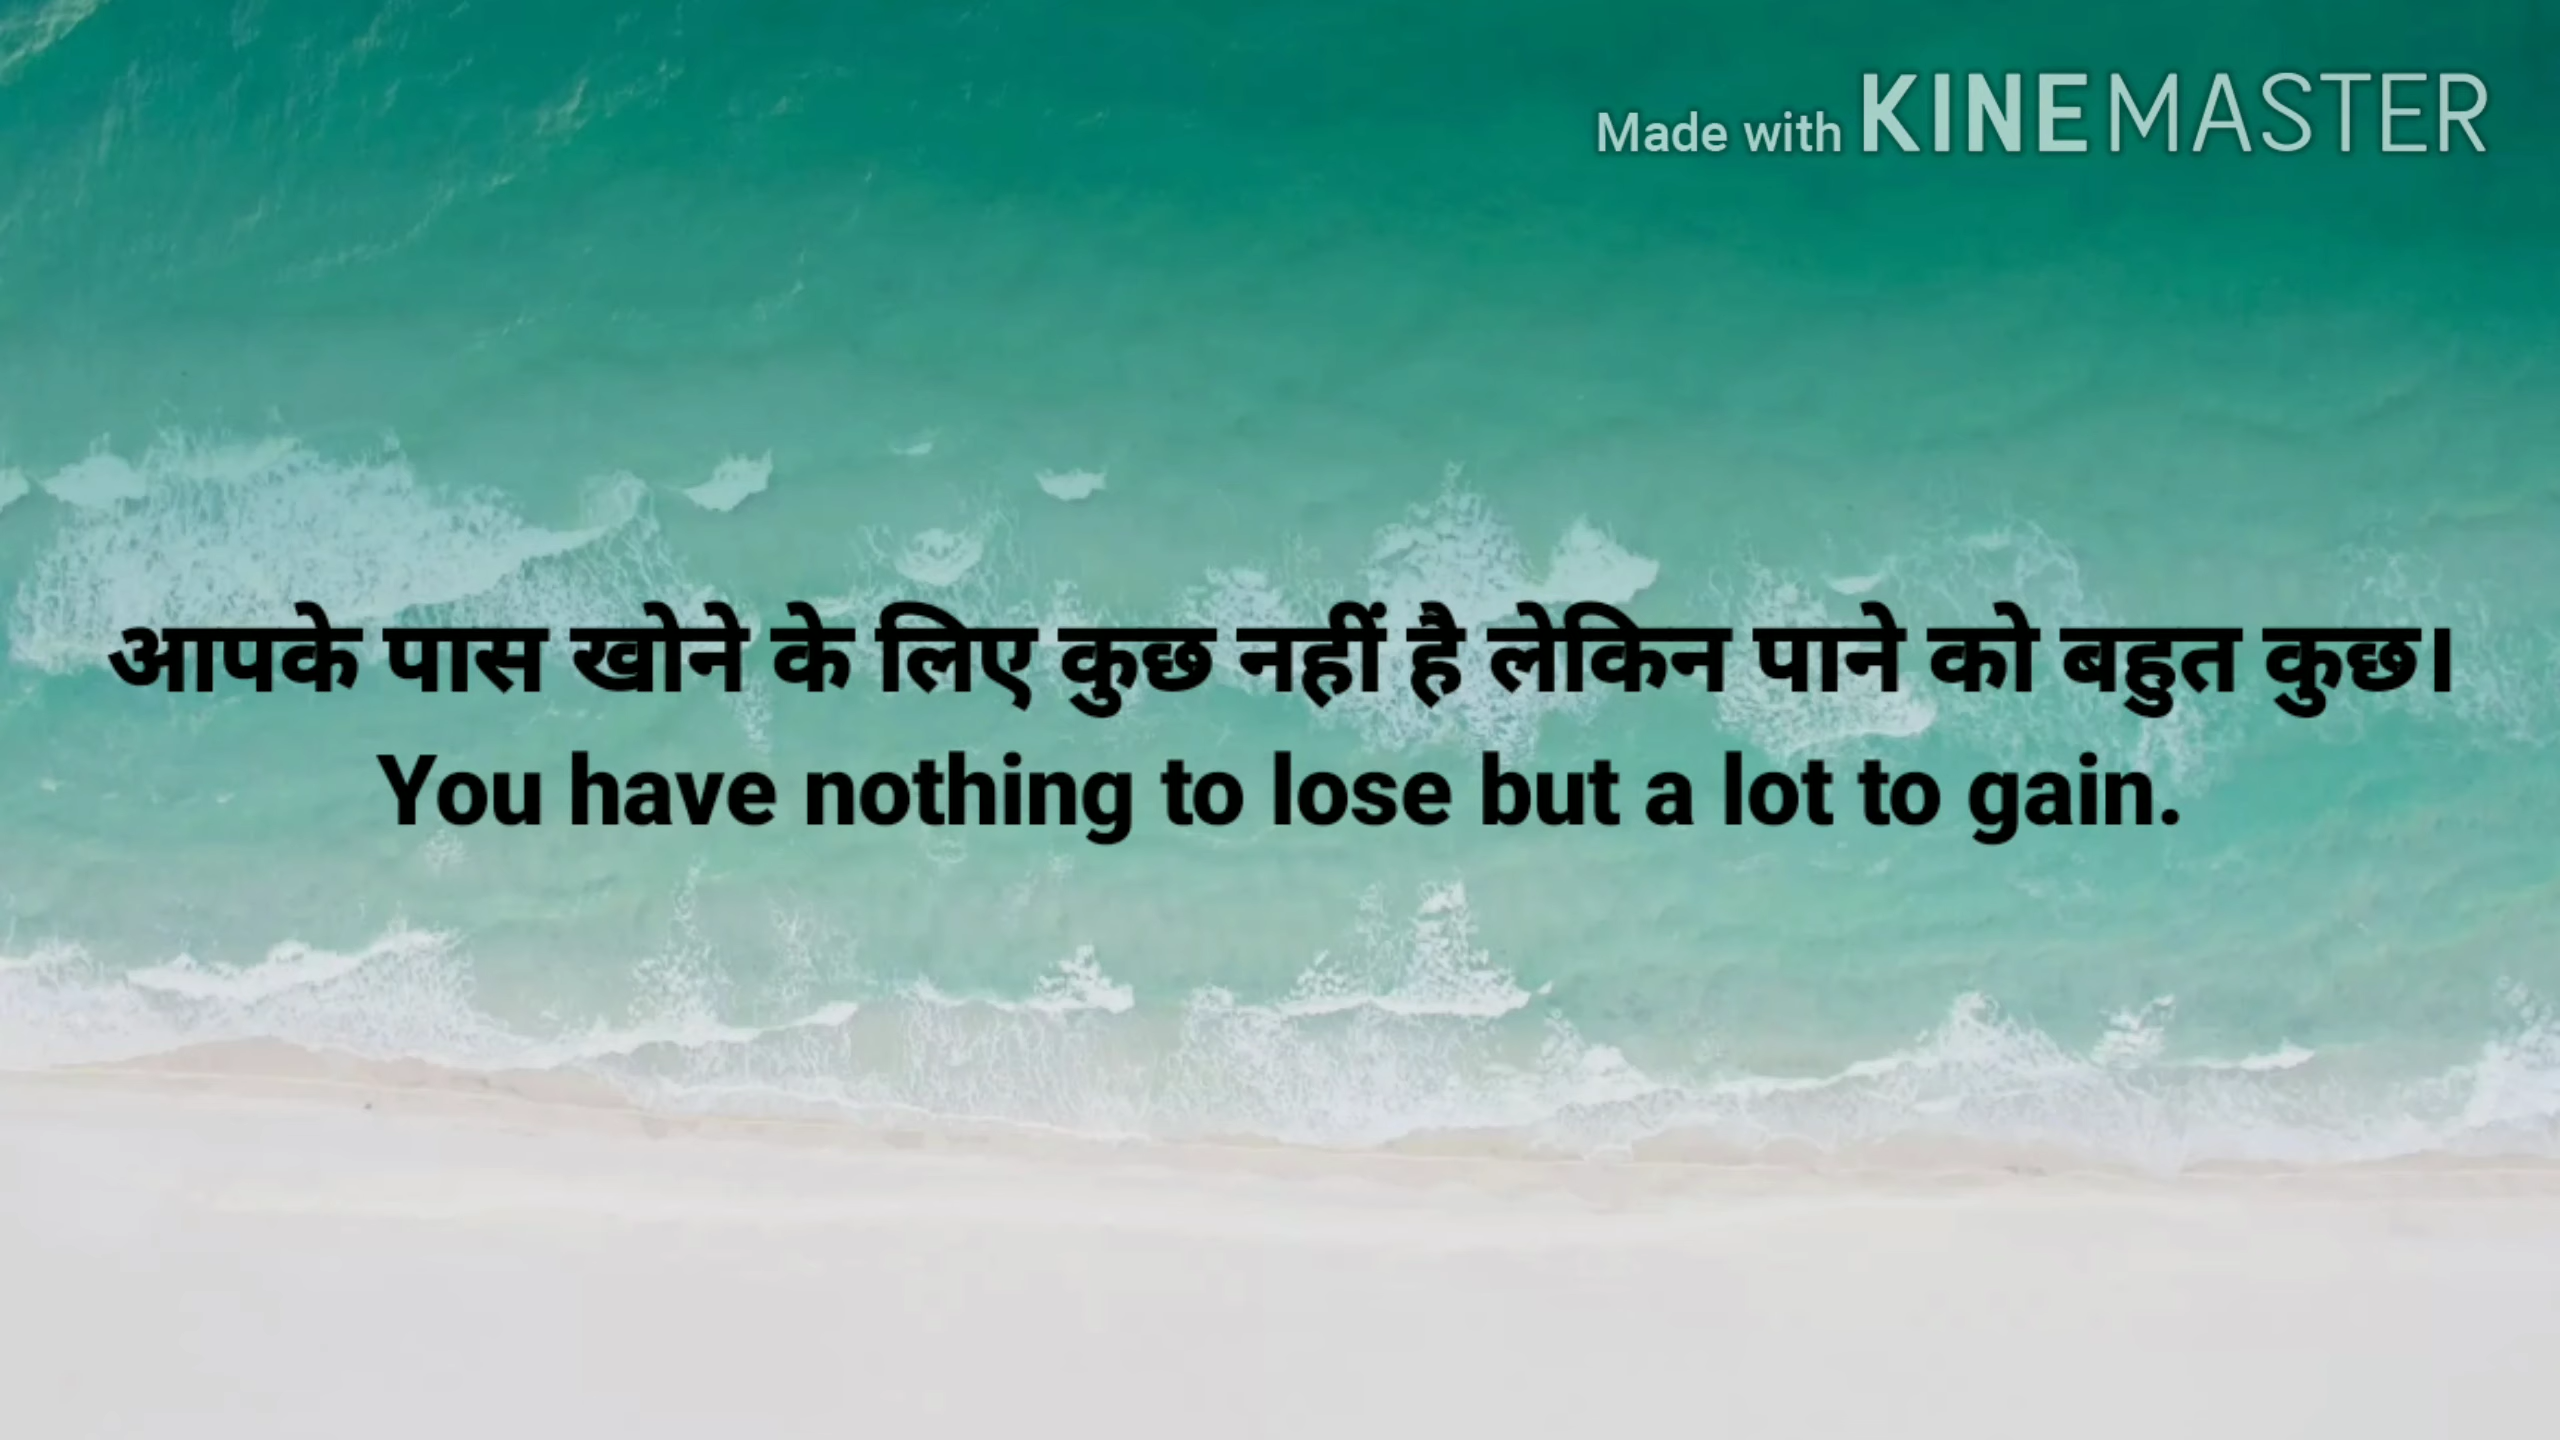 Made with KINEMASTER
आपके पास खोने के लिए कुछ नहीं है लेकिन पाने को बहुत कुछ।
You have nothing to lose but a lot to gain.